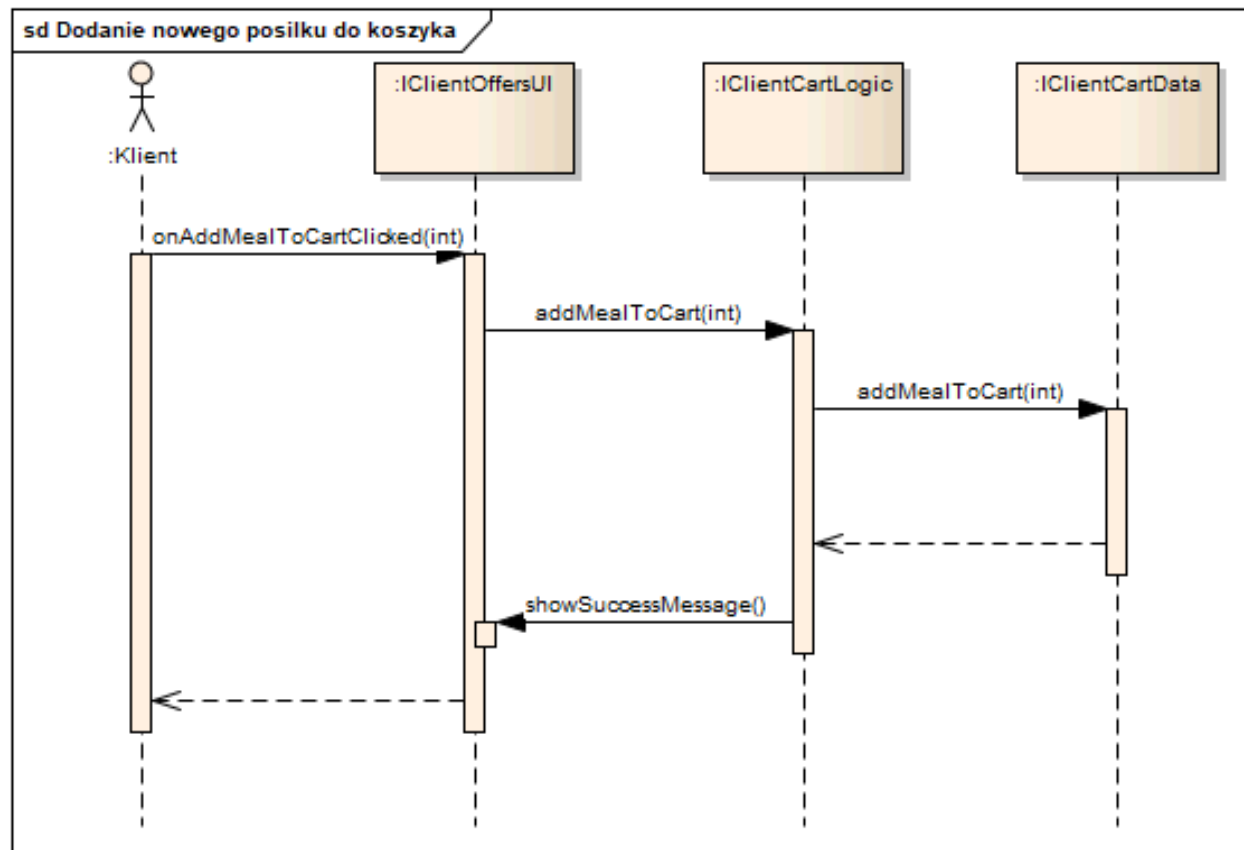 sd Dodanie nowego posilku do koszyka
:Klient
:IClientOffersUI
:IClientCartLogic
:IClientCartData
onAddMealToCartClicked(int)
addMealToCart(int)
addMealToCart(int)
showSuccessMessage()